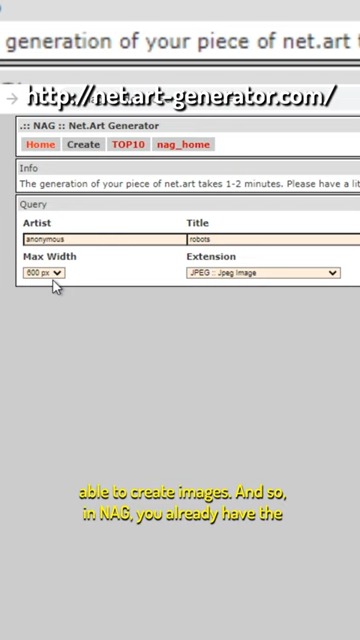 generation of your piece of net.art t
http://net.art-generator.com/
.:: NAG :: Net.Art Generator
Home Create TOP10 nag_home
Info
The generation of your piece of net.art takes 1-2 minutes. Please have a lit
Query
Artist Title
anonymous robots
Max Width Extension
600 px JPEG :: Jpeg Image
able to create images. And so,
in NAG, you already have the